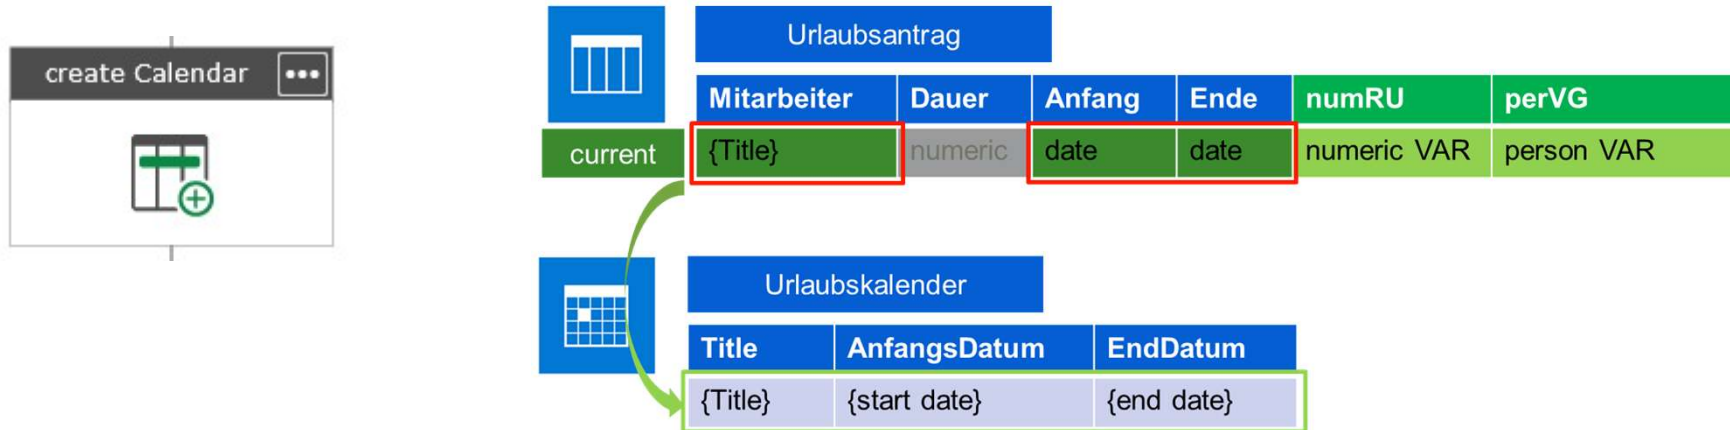 create Calendar
Urlaubsantrag
Mitarbeiter Dauer Anfang Ende numRU perVG
current {Title} numeric date date numeric VAR person VAR
Urlaubskalender
Title AnfangsDatum EndDatum
{Title} {start date} {end date}